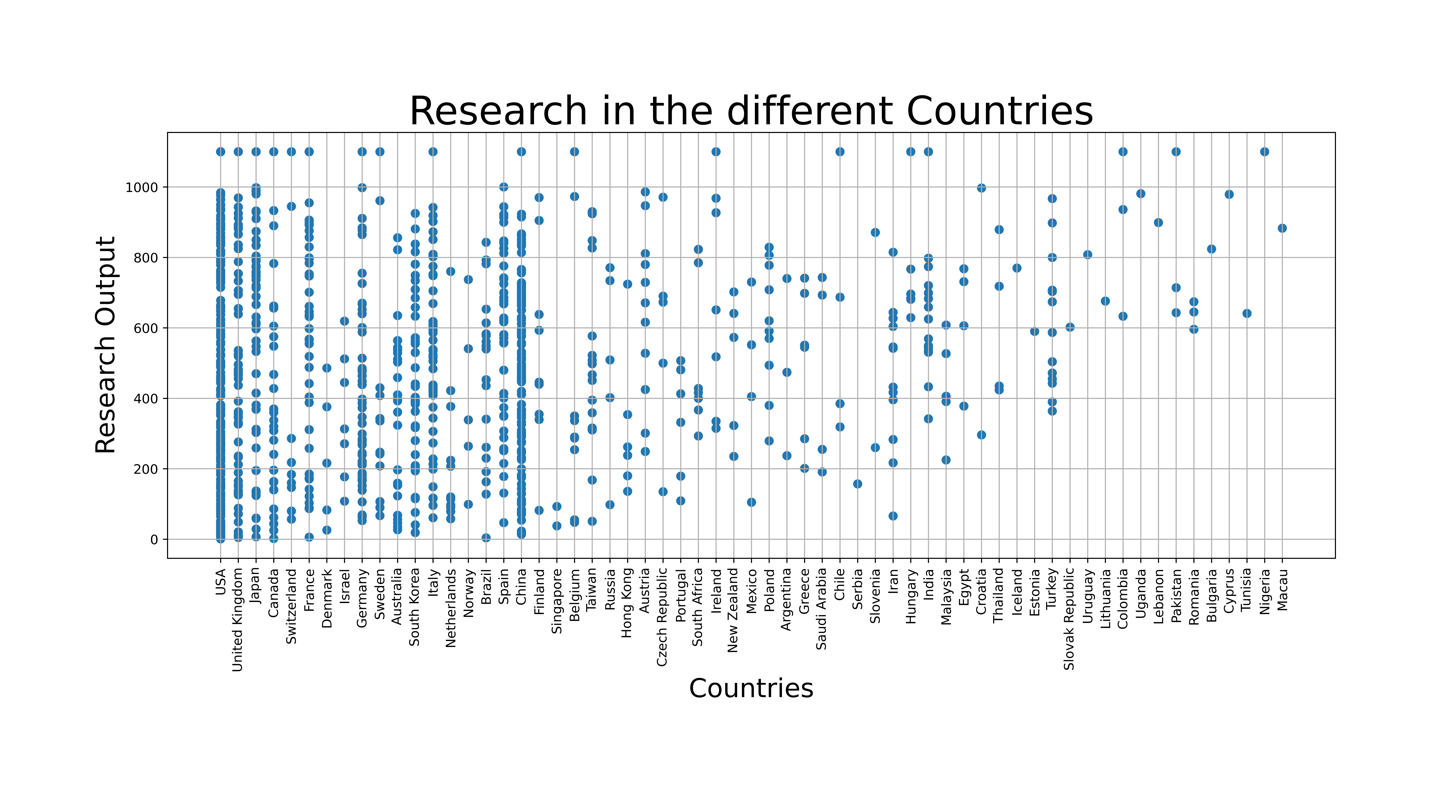 Research in the different Countries
Research Output
1000
800
600
400
200
0
USA
United Kingdom
Japan
Canada
Switzerland
France
Denmark
Israel
Germany
Sweden
Australia
South Korea
Italy
Netherlands
Norway
Brazil
Spain
China
Finland
Singapore
Belgium
Taiwan
Russia
Hong Kong
Austria
Czech Republic
Portugal
South Africa
Ireland
New Zealand
Mexico
Poland
Argentina
Greece
Saudi Arabia
Chile
Serbia
Slovenia
Iran
Hungary
India
Malaysia
Egypt
Croatia
Thailand
Iceland
Estonia
Turkey
Slovak Republic
Uruguay
Lithuania
Colombia
Uganda
Lebanon
Pakistan
Romania
Bulgaria
Cyprus
Tunisia
Nigeria
Macau
Countries